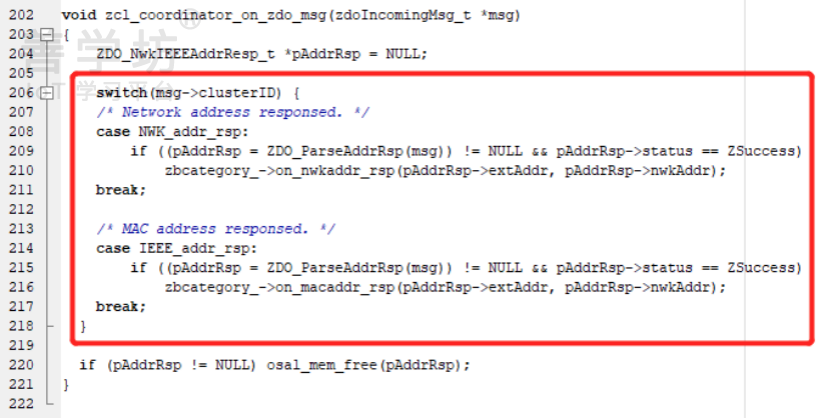 202 void zcl_coordinator_on_zdo_msg(zdoIncomingMsg_t *msg)
203 {
204 ZDO_NwkIEEEAddrResp_t *pAddrRsp = NULL;
205
206 switch(msg->clusterID) {
207 /* Network address responsed. */
208 case NWK_addr_rsp:
209 if ((pAddrRsp = ZDO_ParseAddrRsp(msg)) != NULL && pAddrRsp->status == ZSuccess)
210 zbcategory_->on_nwkaddr_rsp(pAddrRsp->extAddr, pAddrRsp->nwkAddr);
211 break;
212
213 /* MAC address responsed. */
214 case IEEE_addr_rsp:
215 if ((pAddrRsp = ZDO_ParseAddrRsp(msg)) != NULL && pAddrRsp->status == ZSuccess)
216 zbcategory_->on_macaddr_rsp(pAddrRsp->extAddr, pAddrRsp->nwkAddr);
217 break;
218 }
219
220 if (pAddrRsp != NULL) osal_mem_free(pAddrRsp);
221 }
222
善学坊